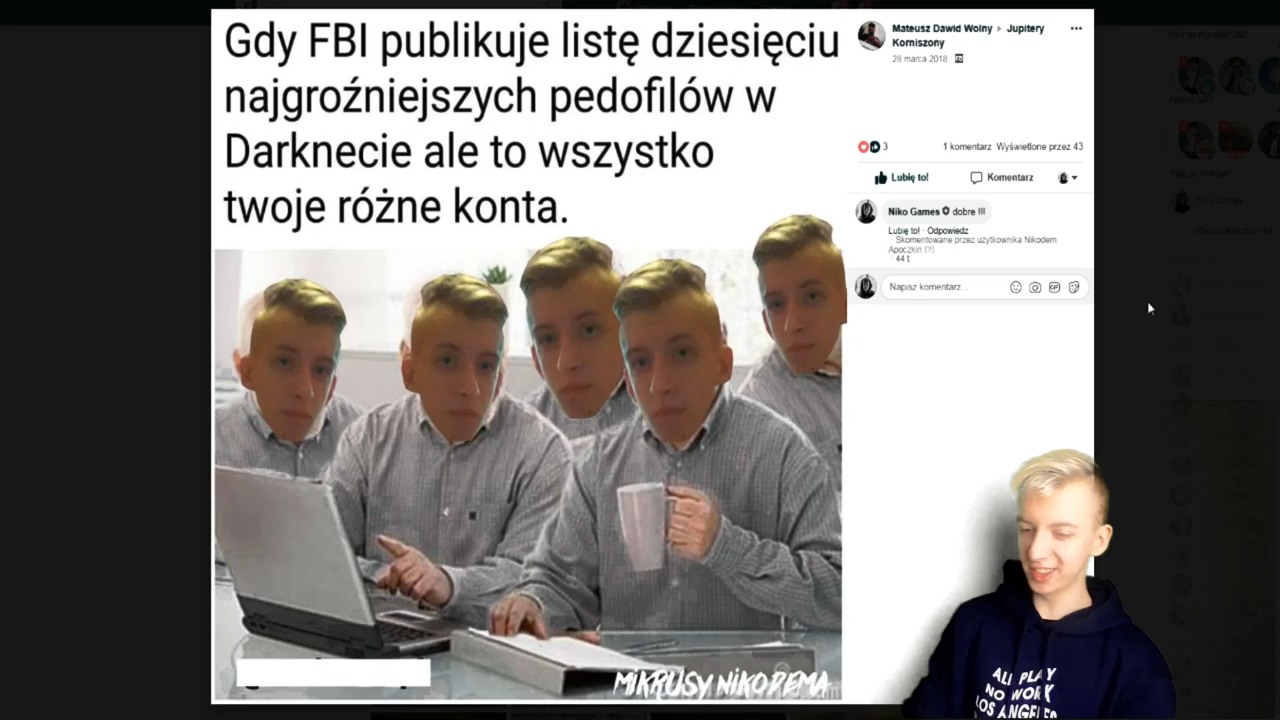 Gdy FBI publikuje listę dziesięciu
najgroźniejszych pedofilów w
Darknecie ale to wszystko
twoje różne konta.
MIKRUSY NIKODEMA
Mateusz Dawid Wolny ▸ Jupitery
Korniszony
28 marca 2018
3
1 komentarz Wyświetlone przez 43
Lubię to!
Komentarz
Niko Games dobre !!!
Lubię to! · Odpowiedz
· Skomentowane przez użytkownika Nikodem
Apoczkin [?]
· 44 t
Napisz komentarz...
GIF
ALL PLAY
NO WORK
LOS ANGELES